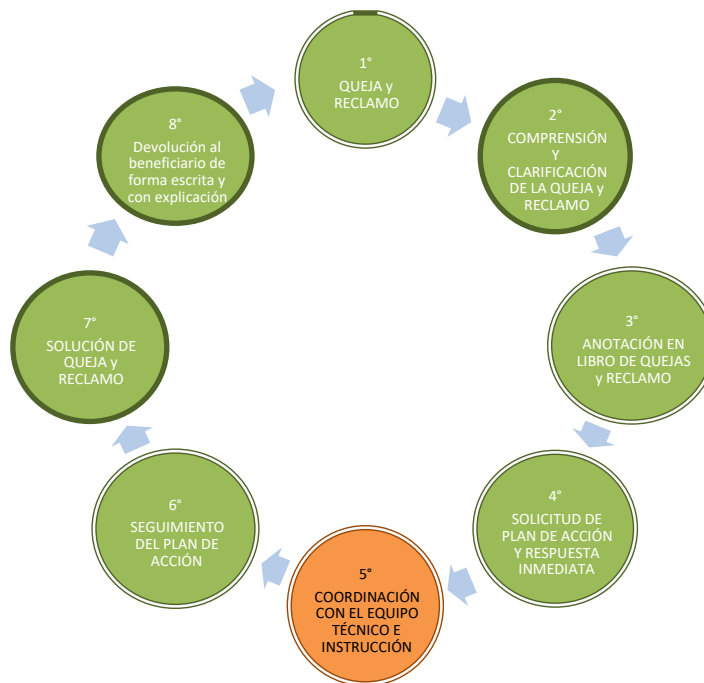 1°
QUEJA y
RECLAMO
2°
COMPRENSIÓN
Y
CLARIFICACIÓN
DE LA QUEJA y
RECLAMO
3°
ANOTACIÓN EN
LIBRO DE QUEJAS
y RECLAMO
4°
SOLICITUD DE
PLAN DE ACCIÓN
Y RESPUESTA
INMEDIATA
5°
COORDINACIÓN
CON EL EQUIPO
TÉCNICO E
INSTRUCCIÓN
6°
SEGUIMIENTO
DEL PLAN DE
ACCIÓN
7°
SOLUCIÓN DE
QUEJA y
RECLAMO
8°
Devolución al
beneficiario de
forma escrita y
con explicación